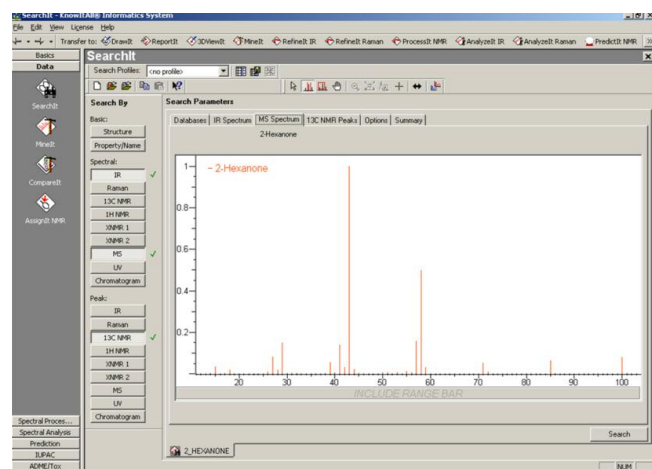 SearchIt - KnowItAll® Informatics System
File Edit View License Help
Transfer to: DrawIt ReportIt 3DViewIt MineIt RefineIt IR RefineIt Raman ProcessIt NMR AnalyzeIt IR AnalyzeIt Raman PredictIt NMR
Basics
Data
SearchIt
MineIt
CompareIt
AssignIt NMR
Spectral Proces...
Spectral Analysis
Prediction
IUPAC
ADME/Tox
SearchIt
Search Profiles: <no profile>
Search By
Basic:
Structure
Property/Name
Spectral:
IR
Raman
13C NMR
1H NMR
XNMR 1
XNMR 2
MS
UV
Chromatogram
Peak:
IR
Raman
13C NMR
1H NMR
XNMR 1
XNMR 2
MS
UV
Chromatogram
Search Parameters
Databases IR Spectrum MS Spectrum 13C NMR Peaks Options Summary
2-Hexanone
2-Hexanone
1
0.8
0.6
0.4
0.2
20 30 40 50 60 70 80 90 100
INCLUDE RANGE BAR
Search
2_HEXANONE
NUM